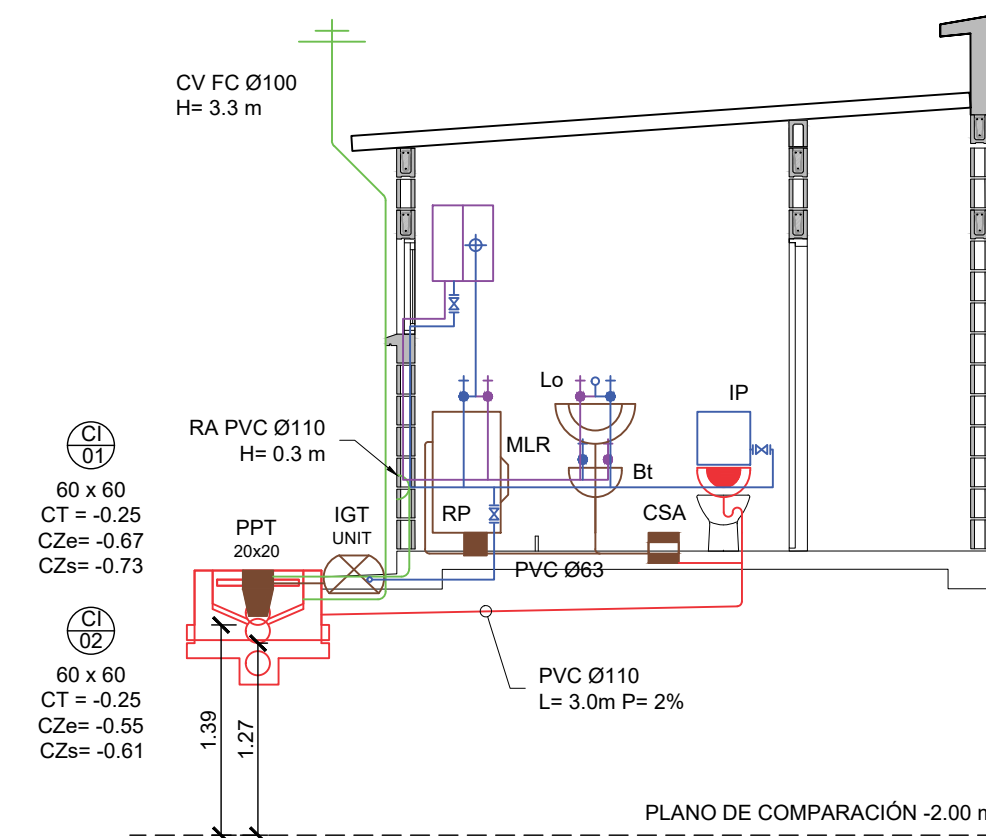 CV FC Ø100
H= 3.3 m
Lo
IP
RA PVC Ø110
H= 0.3 m
MLR
Bt
CI
01
60 x 60
CT = -0.25
CZe= -0.67
CZs= -0.73
PPT
20x20
IGT
UNIT
RP
CSA
PVC Ø63
CI
02
60 x 60
CT = -0.25
CZe= -0.55
CZs= -0.61
PVC Ø110
L= 3.0m P= 2%
1.39
1.27
PLANO DE COMPARACIÓN -2.00 m